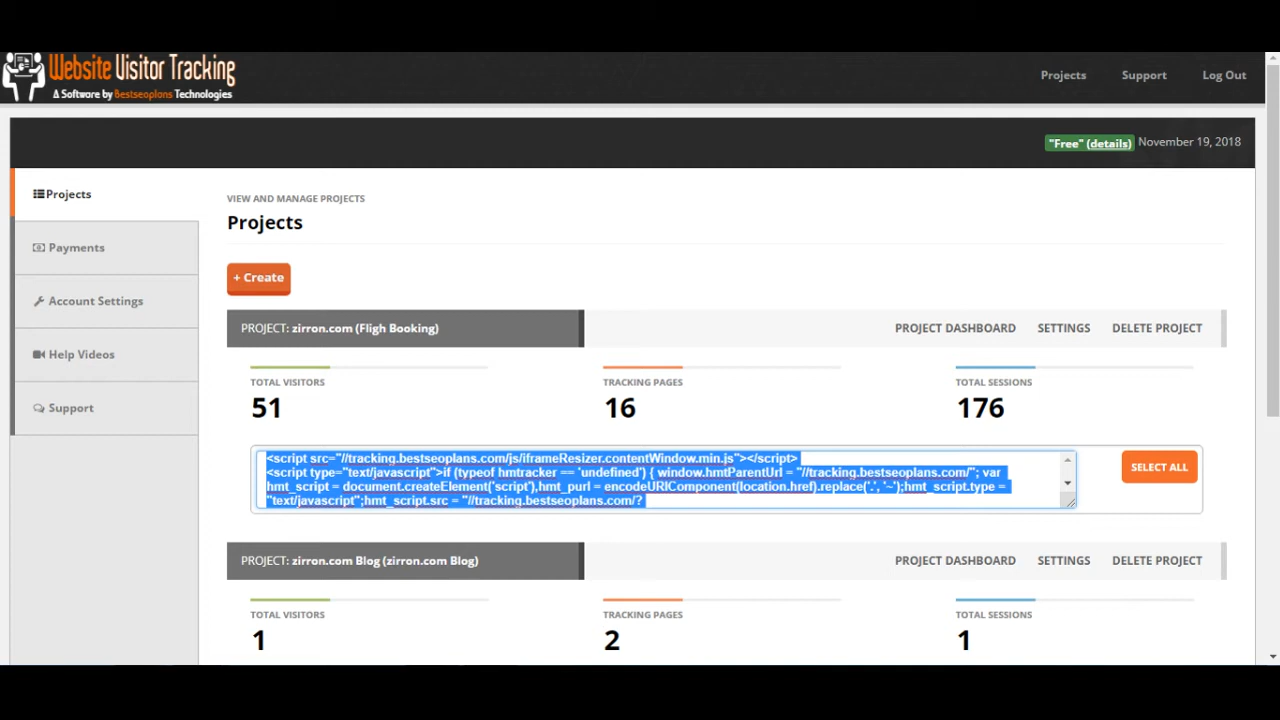 Website Visitor Tracking
A Software by Bestseoplans Technologies
Projects Support Log Out
"Free" (details) November 19, 2018
Projects
Payments
Account Settings
Help Videos
Support
VIEW AND MANAGE PROJECTS
Projects
+ Create
PROJECT: zirron.com (Fligh Booking) PROJECT DASHBOARD SETTINGS DELETE PROJECT
TOTAL VISITORS TRACKING PAGES TOTAL SESSIONS
51 16 176
<script src="//tracking.bestseoplans.com/js/iframeResizer.contentWindow.min.js"></script>
<script type="text/javascript">if (typeof hmtracker == 'undefined') { window.hmtParentUrl = "//tracking.bestseoplans.com/"; var
hmt_script = document.createElement('script'),hmt_purl = encodeURIComponent(location.href).replace('.', '~');hmt_script.type =
"text/javascript";hmt_script.src = "//tracking.bestseoplans.com/?
SELECT ALL
PROJECT: zirron.com Blog (zirron.com Blog) PROJECT DASHBOARD SETTINGS DELETE PROJECT
TOTAL VISITORS TRACKING PAGES TOTAL SESSIONS
1 2 1